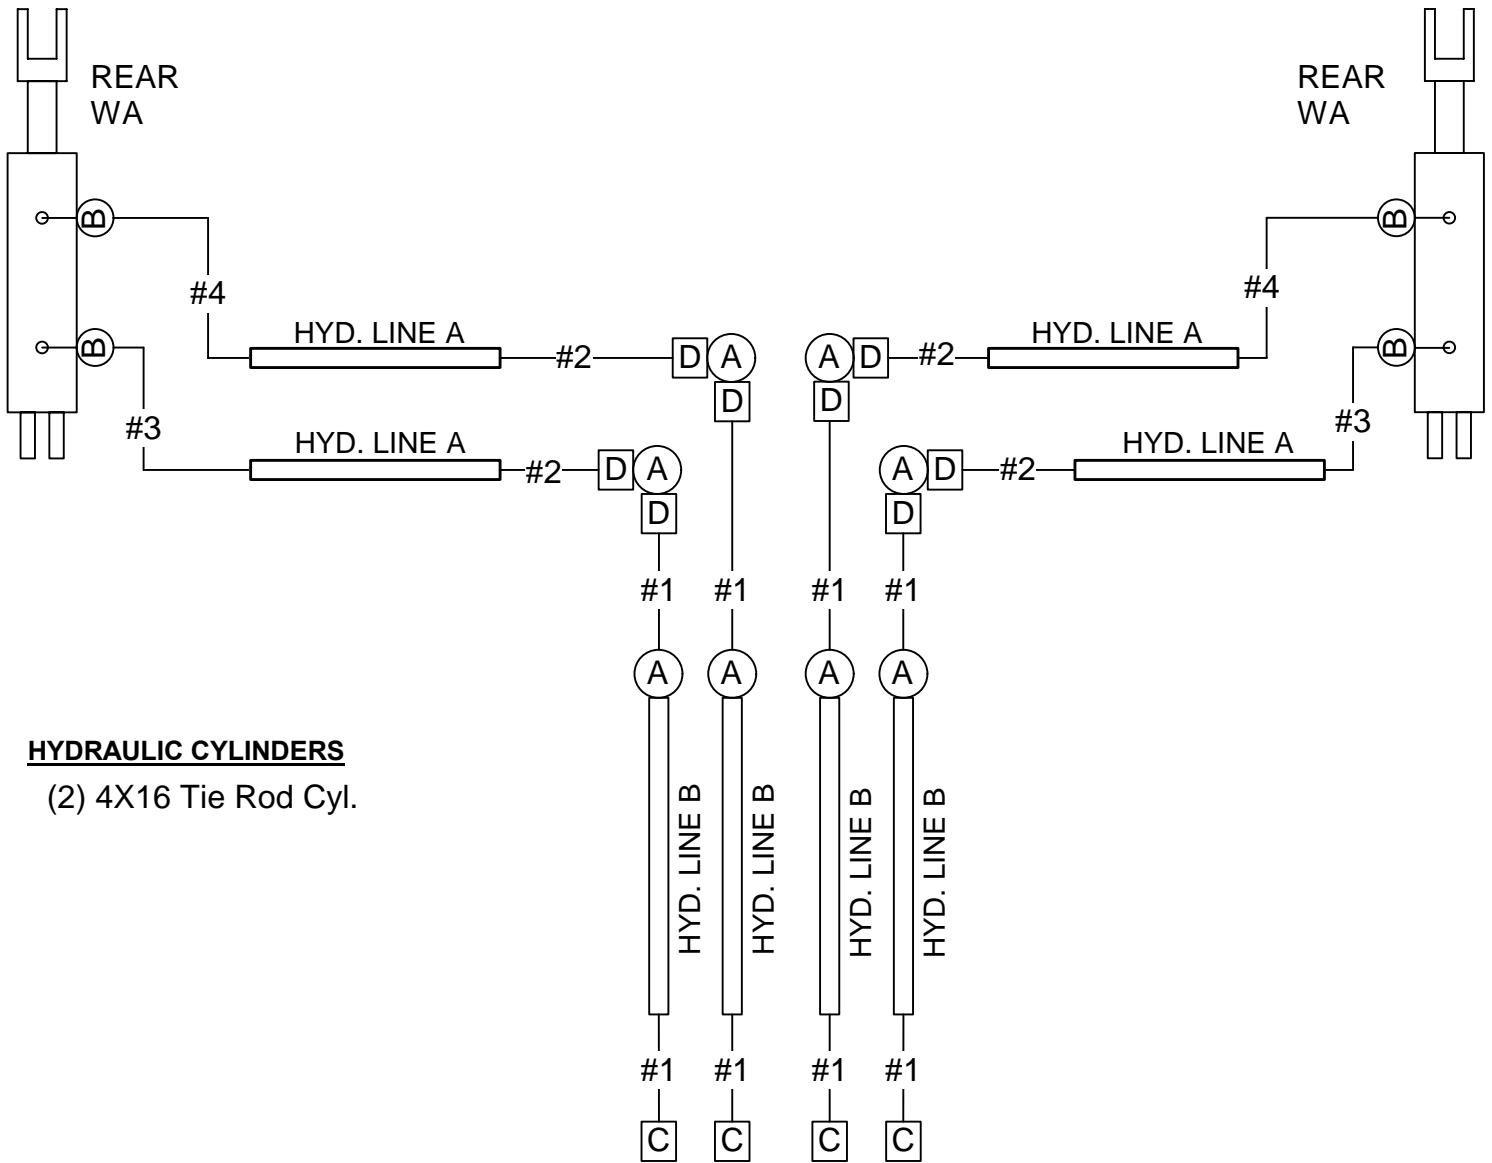 REAR
WA
REAR
WA
B
B
#4
#4
HYD. LINE A
HYD. LINE A
B
B
#2
D
A
A
D
#2
D
D
#3
#3
HYD. LINE A
HYD. LINE A
#2
D
A
A
D
#2
D
D
#1
#1
#1
#1
A
A
A
A
HYDRAULIC CYLINDERS
(2) 4X16 Tie Rod Cyl.
HYD. LINE B
HYD. LINE B
HYD. LINE B
HYD. LINE B
#1
#1
#1
#1
C
C
C
C